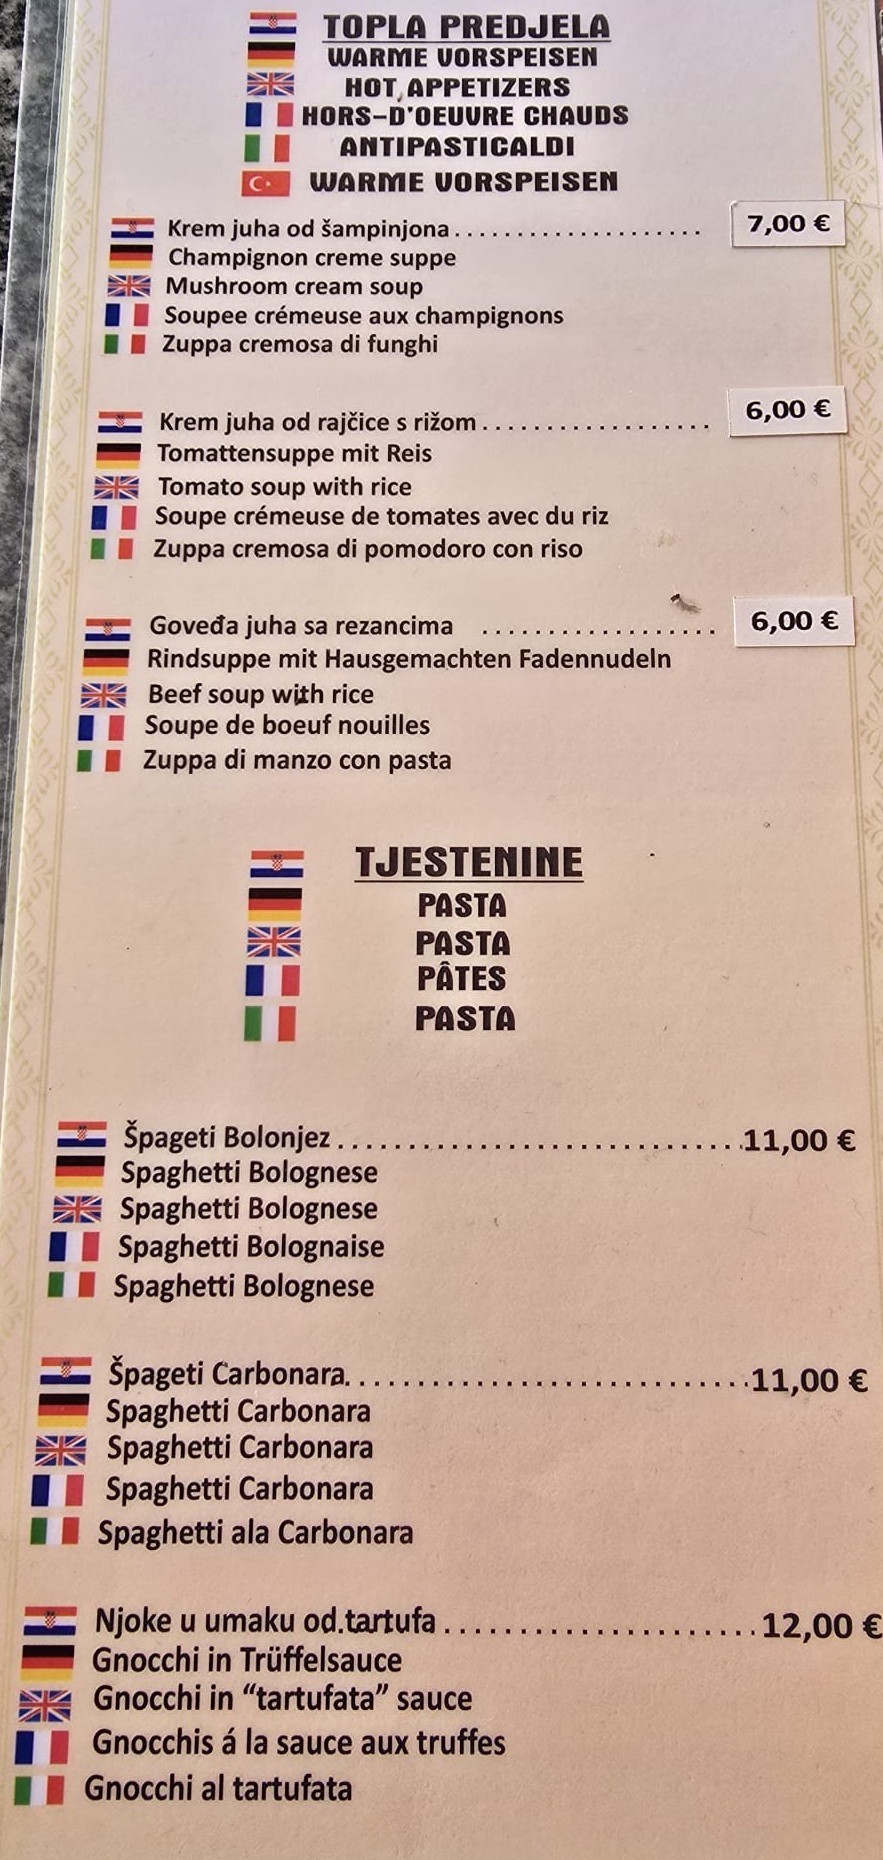 TOPLA PREDJELA
WARME VORSPEISEN
HOT APPETIZERS
HORS-D'OEUVRE CHAUDS
ANTIPASTICALDI
WARME VORSPEISEN
Krem juha od šampinjona.................... 7,00 €
Champignon creme suppe
Mushroom cream soup
Soupee crémeuse aux champignons
Zuppa cremosa di funghi
Krem juha od rajčice s rižom.................. 6,00 €
Tomattensuppe mit Reis
Tomato soup with rice
Soupe crémeuse de tomates avec du riz
Zuppa cremosa di pomodoro con riso
Goveđa juha sa rezancima .................. 6,00 €
Rindsuppe mit Hausgemachten Fadennudeln
Beef soup with rice
Soupe de boeuf nouilles
Zuppa di manzo con pasta
TJESTENINE
PASTA
PASTA
PÂTES
PASTA
Špageti Bolonjez................................11,00 €
Spaghetti Bolognese
Spaghetti Bolognese
Spaghetti Bolognaise
Spaghetti Bolognese
Špageti Carbonara...............................11,00 €
Spaghetti Carbonara
Spaghetti Carbonara
Spaghetti Carbonara
Spaghetti ala Carbonara
Njoke u umaku od.tartufa........................12,00 €
Gnocchi in Trüffelsauce
Gnocchi in “tartufata” sauce
Gnocchis á la sauce aux truffes
Gnocchi al tartufata